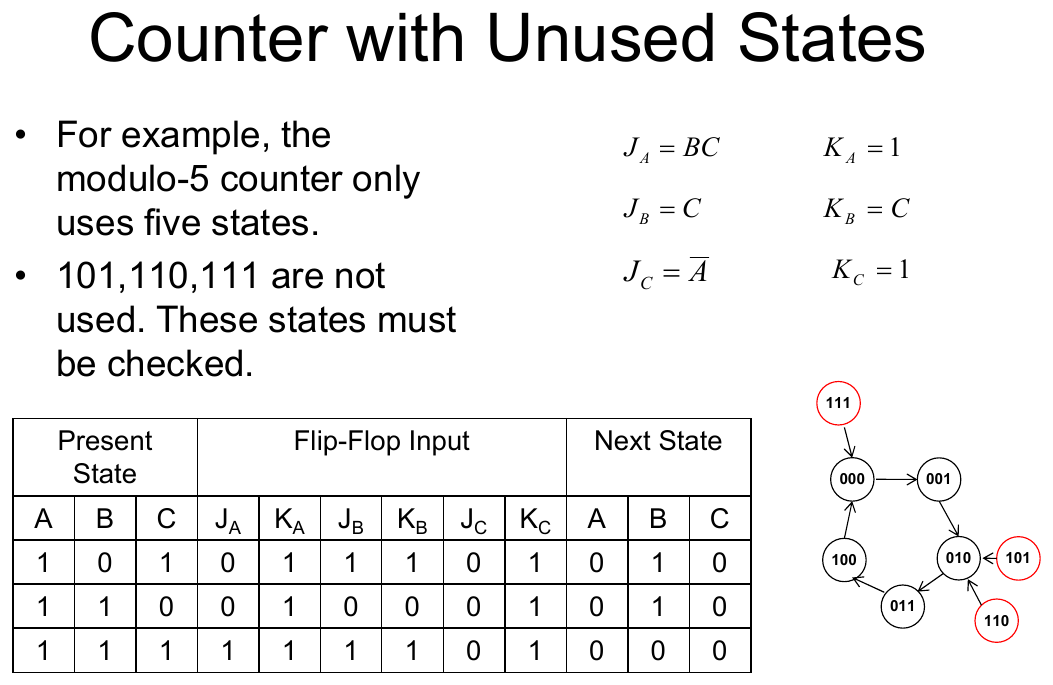 Counter with Unused States
• For example, the
modulo-5 counter only
uses five states.
• 101,110,111 are not
used. These states must
be checked.
J_A = BC K_A = 1
J_B = C K_B = C
J_C = A̅ K_C = 1
Present
State
Flip-Flop Input
Next State
A B C J_A K_A J_B K_B J_C K_C A B C
1 0 1 0 1 1 1 0 1 0 1 0
1 1 0 0 1 0 0 0 1 0 1 0
1 1 1 1 1 1 1 0 1 0 0 0
111
000 001
100 010 101
011
110